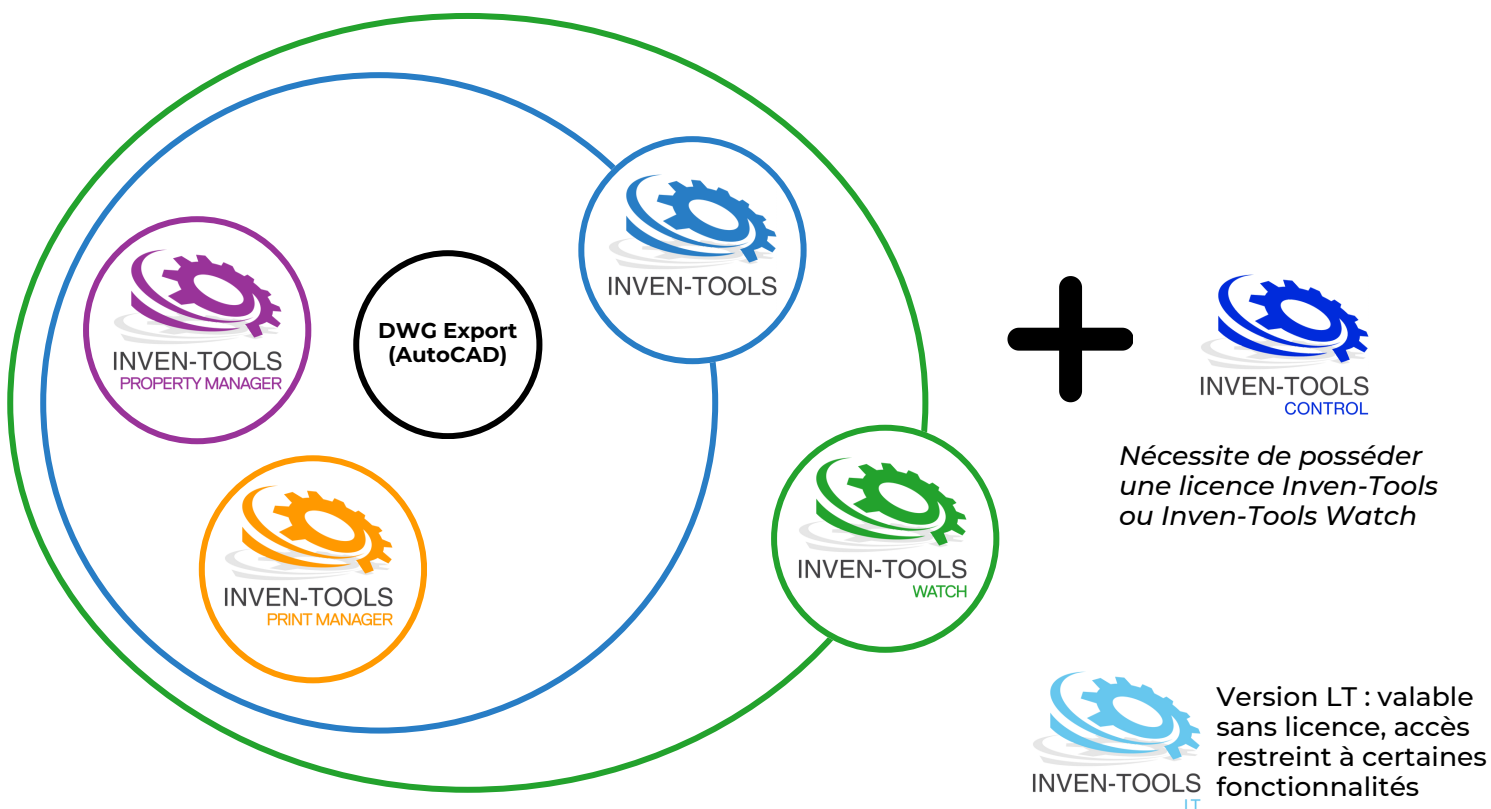 INVEN-TOOLS
INVEN-TOOLS
PROPERTY MANAGER
DWG Export
(AutoCAD)
INVEN-TOOLS
PRINT MANAGER
INVEN-TOOLS
WATCH
INVEN-TOOLS
CONTROL
Nécessite de posséder
une licence Inven-Tools
ou Inven-Tools Watch
INVEN-TOOLS
LT
Version LT : valable
sans licence, accès
restreint à certaines
fonctionnalités